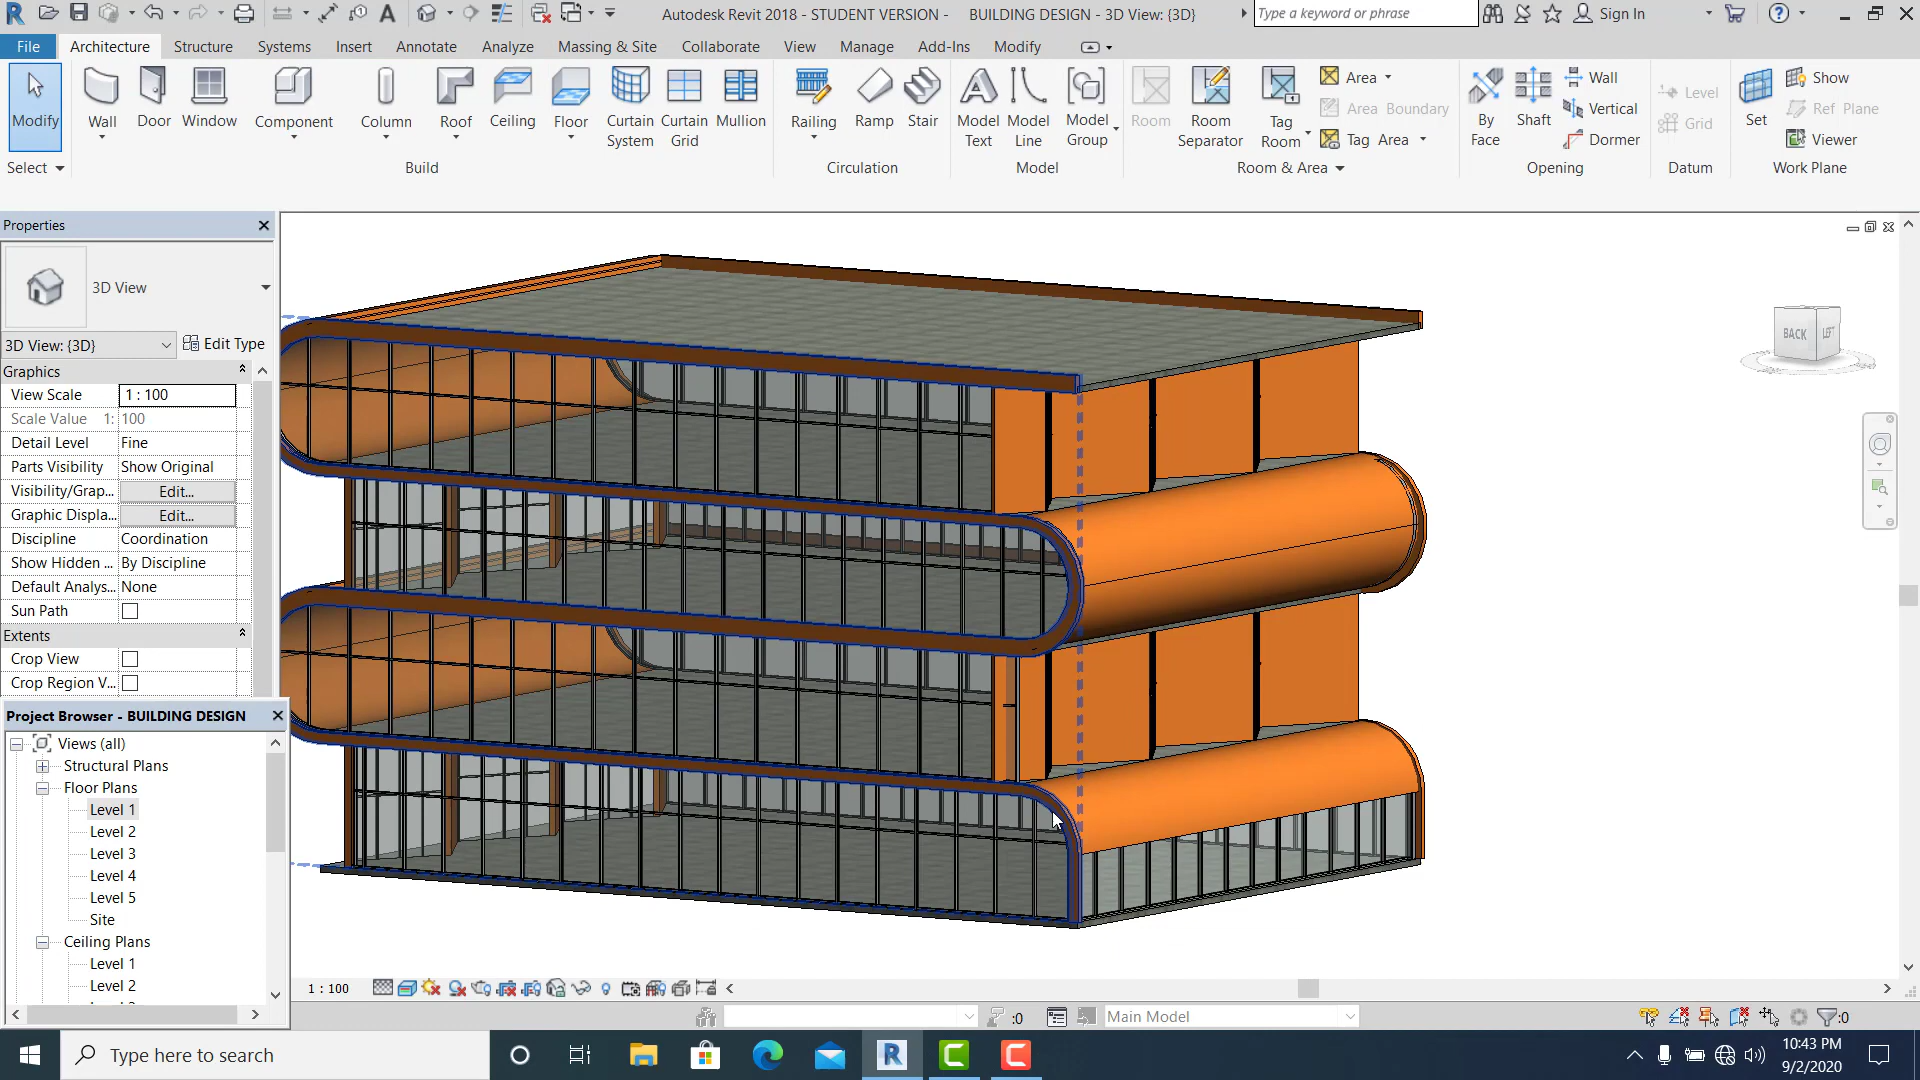 Autodesk Revit 2018 - STUDENT VERSION - BUILDING DESIGN - 3D View: {3D}
Type a keyword or phrase
Sign In
File Architecture Structure Systems Insert Annotate Analyze Massing & Site Collaborate View Manage Add-Ins Modify
Modify Wall Door Window Component Column Roof Ceiling Floor Curtain System Curtain Grid Mullion
Railing Ramp Stair
Model Text Model Line Model Group
Room Room Separator Tag Room
Area
Area Boundary
Tag Area
By Face Shaft
Wall
Vertical
Dormer
Level
Grid
Set
Show
Ref Plane
Viewer
Select Build Circulation Model Room & Area Opening Datum Work Plane
Properties
3D View
3D View: {3D} Edit Type
Graphics
View Scale 1 : 100
Scale Value 1: 100
Detail Level Fine
Parts Visibility Show Original
Visibility/Grap... Edit...
Graphic Displa... Edit...
Discipline Coordination
Show Hidden ... By Discipline
Default Analys... None
Sun Path
Extents
Crop View
Crop Region V...
Project Browser - BUILDING DESIGN
Views (all)
Structural Plans
Floor Plans
Level 1
Level 2
Level 3
Level 4
Level 5
Site
Ceiling Plans
Level 1
Level 2
BACK LEFT
1 : 100
:0
Main Model
:0
Type here to search
10:43 PM
9/2/2020